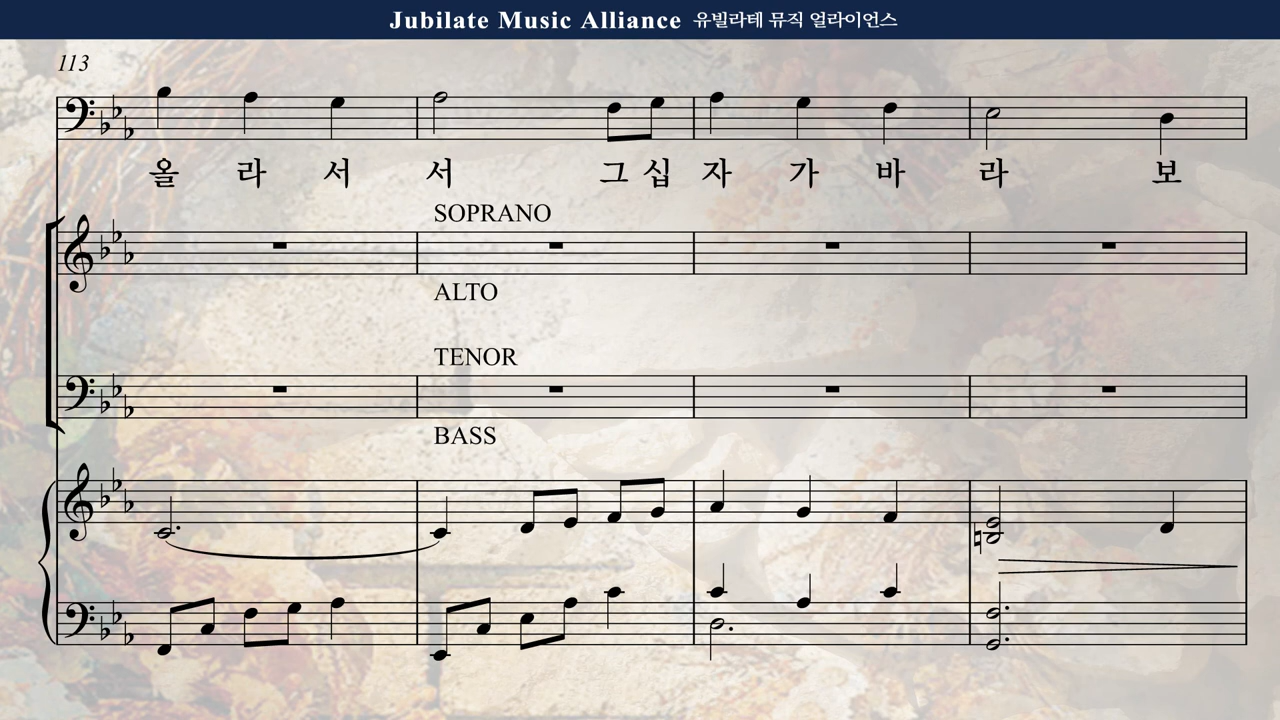 Jubilate Music Alliance 유빌라테 뮤직 얼라이언스
113
올 라 서 서 그 십 자 가 바 라 보
SOPRANO
ALTO
TENOR
BASS